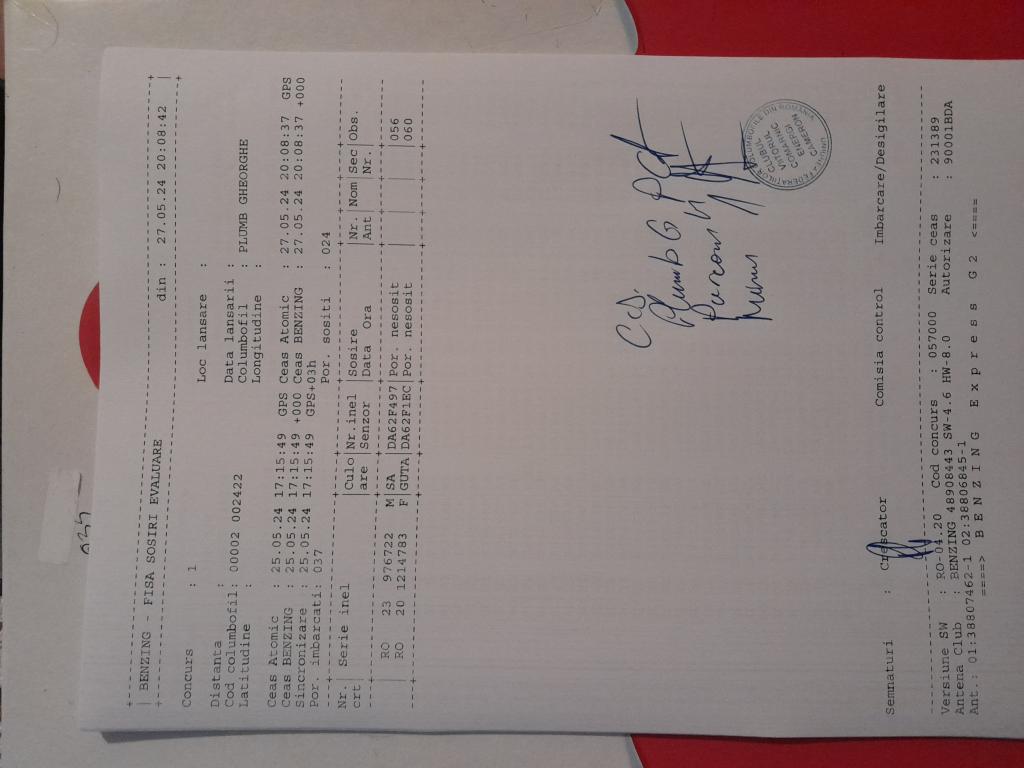 +------------------------------------------------------------------------+
| BENZING - FISA SOSIRI EVALUARE din : 27.05.24 20:08:42 |
+------------------------------------------------------------------------+
Concurs : 1
Loc lansare :
Distanta : Data lansarii :
Cod columbofil: 00002 002422 Columbofil : PLUMB GHEORGHE
Latitudine : Longitudine :
Ceas Atomic : 25.05.24 17:15:49 GPS Ceas Atomic : 27.05.24 20:08:37 GPS
Ceas BENZING : 25.05.24 17:15:49 +000 Ceas BENZING : 27.05.24 20:08:37 +000
Sincronizare : 25.05.24 17:15:49 GPS+03h
Por. imbarcati: 037 Por. sositi : 024
Nr.| Serie inel |Culo|Nr.inel |Sosire |Nr.| Nom |Sec|Obs.
crt| |are |Senzor |Data Ora |Ant| |Nr.|
| RO 23 976722 M|SA |DA62F497|Por. nesosit | | | |056
| RO 20 1214783 F|GUTA|DA62F1EC|Por. nesosit | | | |060
CCS.
Plumb G
Semnaturi : Crescator Comisia control Imbarcare/Desigilare
Versiune SW : RO-04.20 Cod concurs : 057000 Serie ceas : 231389
Antena Club : BENZING 48908443 SW-4.6 HW-8.0 Autorizare : 90001BDA
Ant.: 01:38807462-1 02:38806845-1
====> B E N Z I N G E x p r e s s G 2 <====